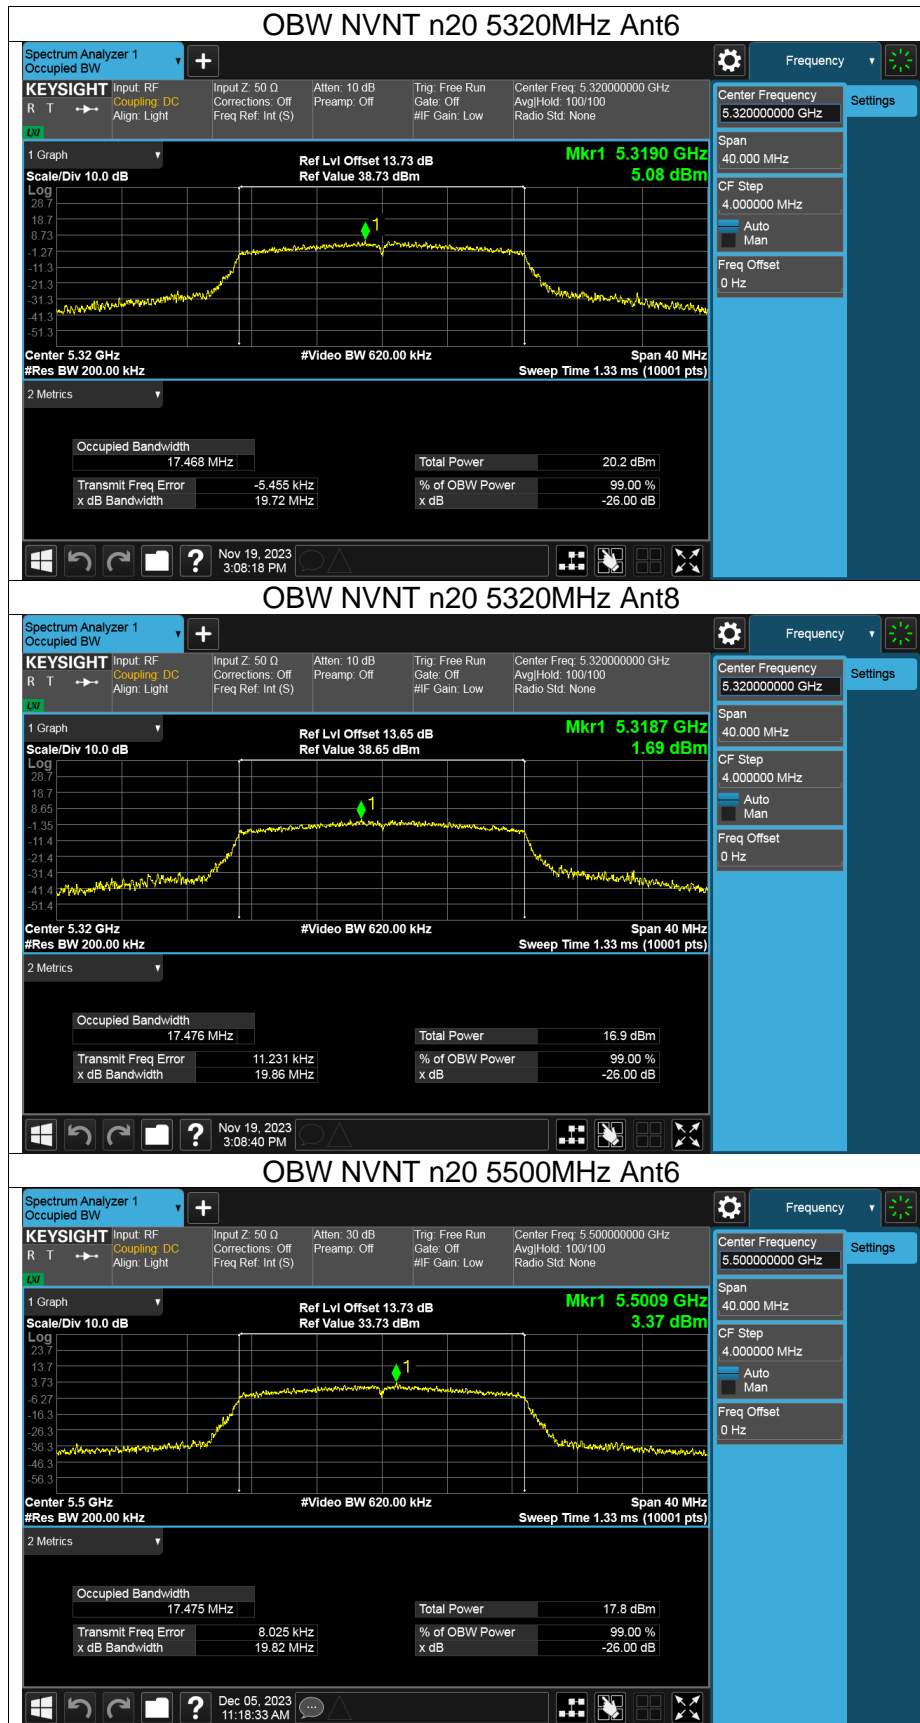 OBW NVNT n20 5320MHz Ant6
Spectrum Analyzer 1
Occupied BW
Frequency
KEYSIGHT
R T
LXI
Input: RF
Coupling: DC
Align: Light
Input Z: 50 Ω
Corrections: Off
Freq Ref: Int (S)
Atten: 10 dB
Preamp: Off
Trig: Free Run
Gate: Off
#IF Gain: Low
Center Freq: 5.320000000 GHz
Avg|Hold: 100/100
Radio Std: None
Center Frequency
5.320000000 GHz
Settings
Span
40.000 MHz
CF Step
4.000000 MHz
Auto
Man
Freq Offset
0 Hz
1 Graph
Scale/Div 10.0 dB
Ref Lvl Offset 13.73 dB
Ref Value 38.73 dBm
Mkr1 5.3190 GHz
5.08 dBm
Log
28.7
18.7
8.73
-1.27
-11.3
-21.3
-31.3
-41.3
-51.3
1
Center 5.32 GHz
#Res BW 200.00 kHz
#Video BW 620.00 kHz
Span 40 MHz
Sweep Time 1.33 ms (10001 pts)
2 Metrics
Occupied Bandwidth
17.468 MHz
Total Power 20.2 dBm
Transmit Freq Error -5.455 kHz
% of OBW Power 99.00 %
x dB Bandwidth 19.72 MHz
x dB -26.00 dB
Nov 19, 2023
3:08:18 PM
OBW NVNT n20 5320MHz Ant8
Spectrum Analyzer 1
Occupied BW
Frequency
KEYSIGHT
R T
LXI
Input: RF
Coupling: DC
Align: Light
Input Z: 50 Ω
Corrections: Off
Freq Ref: Int (S)
Atten: 10 dB
Preamp: Off
Trig: Free Run
Gate: Off
#IF Gain: Low
Center Freq: 5.320000000 GHz
Avg|Hold: 100/100
Radio Std: None
Center Frequency
5.320000000 GHz
Settings
Span
40.000 MHz
CF Step
4.000000 MHz
Auto
Man
Freq Offset
0 Hz
1 Graph
Scale/Div 10.0 dB
Ref Lvl Offset 13.65 dB
Ref Value 38.65 dBm
Mkr1 5.3187 GHz
1.69 dBm
Log
28.7
18.7
8.65
-1.35
-11.4
-21.4
-31.4
-41.4
-51.4
1
Center 5.32 GHz
#Res BW 200.00 kHz
#Video BW 620.00 kHz
Span 40 MHz
Sweep Time 1.33 ms (10001 pts)
2 Metrics
Occupied Bandwidth
17.476 MHz
Total Power 16.9 dBm
Transmit Freq Error 11.231 kHz
% of OBW Power 99.00 %
x dB Bandwidth 19.86 MHz
x dB -26.00 dB
Nov 19, 2023
3:08:40 PM
OBW NVNT n20 5500MHz Ant6
Spectrum Analyzer 1
Occupied BW
Frequency
KEYSIGHT
R T
LXI
Input: RF
Coupling: DC
Align: Light
Input Z: 50 Ω
Corrections: Off
Freq Ref: Int (S)
Atten: 30 dB
Preamp: Off
Trig: Free Run
Gate: Off
#IF Gain: Low
Center Freq: 5.500000000 GHz
Avg|Hold: 100/100
Radio Std: None
Center Frequency
5.500000000 GHz
Settings
Span
40.000 MHz
CF Step
4.000000 MHz
Auto
Man
Freq Offset
0 Hz
1 Graph
Scale/Div 10.0 dB
Ref Lvl Offset 13.73 dB
Ref Value 33.73 dBm
Mkr1 5.5009 GHz
3.37 dBm
Log
23.7
13.7
3.73
-6.27
-16.3
-26.3
-36.3
-46.3
-56.3
1
Center 5.5 GHz
#Res BW 200.00 kHz
#Video BW 620.00 kHz
Span 40 MHz
Sweep Time 1.33 ms (10001 pts)
2 Metrics
Occupied Bandwidth
17.475 MHz
Total Power 17.8 dBm
Transmit Freq Error 8.025 kHz
% of OBW Power 99.00 %
x dB Bandwidth 19.82 MHz
x dB -26.00 dB
Dec 05, 2023
11:18:33 AM